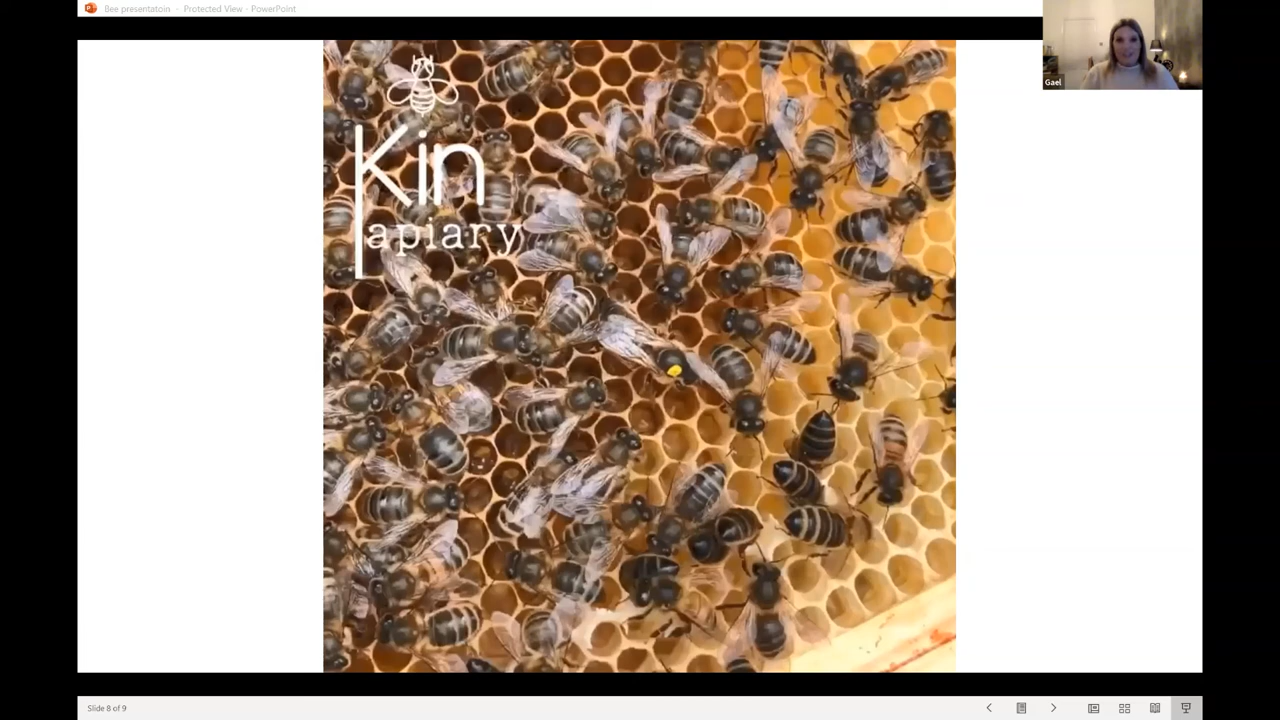 Bee presentatoin - Protected View - PowerPoint
Gael
Kin
apiary
Slide 8 of 9